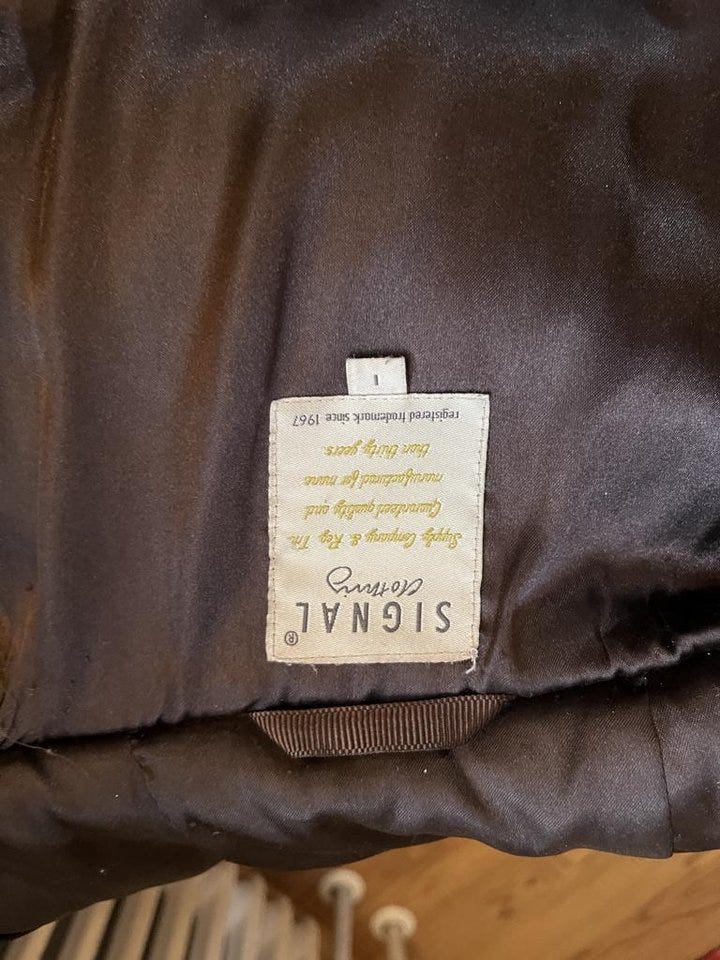 SIGNAL ®
clothing
Supply Company & Reg. Tm.
Guaranteed quality and
manufactured for more
than thirty years.
registered trademark since 1967